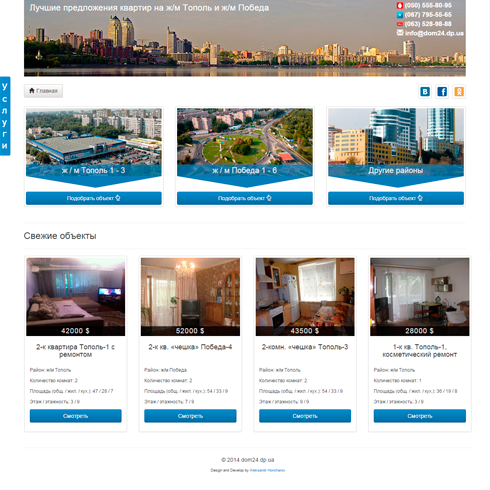 Лучшие предложения квартир на ж/м Тополь и ж/м Победа
(050) 555-80-95
(067) 795-55-65
(063) 528-98-88
info@dom24.dp.ua
Услуги
Главная
ж / м Тополь 1 - 3
ж / м Победа 1 - 6
Другие районы
Подобрать объект
Подобрать объект
Подобрать объект
Свежие объекты
42000 $
52000 $
43500 $
28000 $
2-к квартира Тополь-1 с
ремонтом
2-к кв. «чешка» Победа-4
2-комн. «чешка» Тополь-3
1-к кв. Тополь-1,
косметический ремонт
Район: ж/м Тополь
Количество комнат: 2
Площадь (общ. / жил. / кух.): 47 / 28 / 7
Этаж / этажность: 3 / 9
Смотреть
Район: ж/м Победа
Количество комнат: 2
Площадь (общ. / жил. / кух.): 54 / 33 / 9
Этаж / этажность: 7 / 9
Смотреть
Район: ж/м Тополь
Количество комнат: 2
Площадь (общ. / жил. / кух.): 54 / 33 / 9
Этаж / этажность: 9 / 9
Смотреть
Район: ж/м Тополь
Количество комнат: 1
Площадь (общ. / жил. / кух.): 36 / 19 / 8
Этаж / этажность: 3 / 9
Смотреть
© 2014 dom24.dp.ua
Design and Develop by Aleksandr